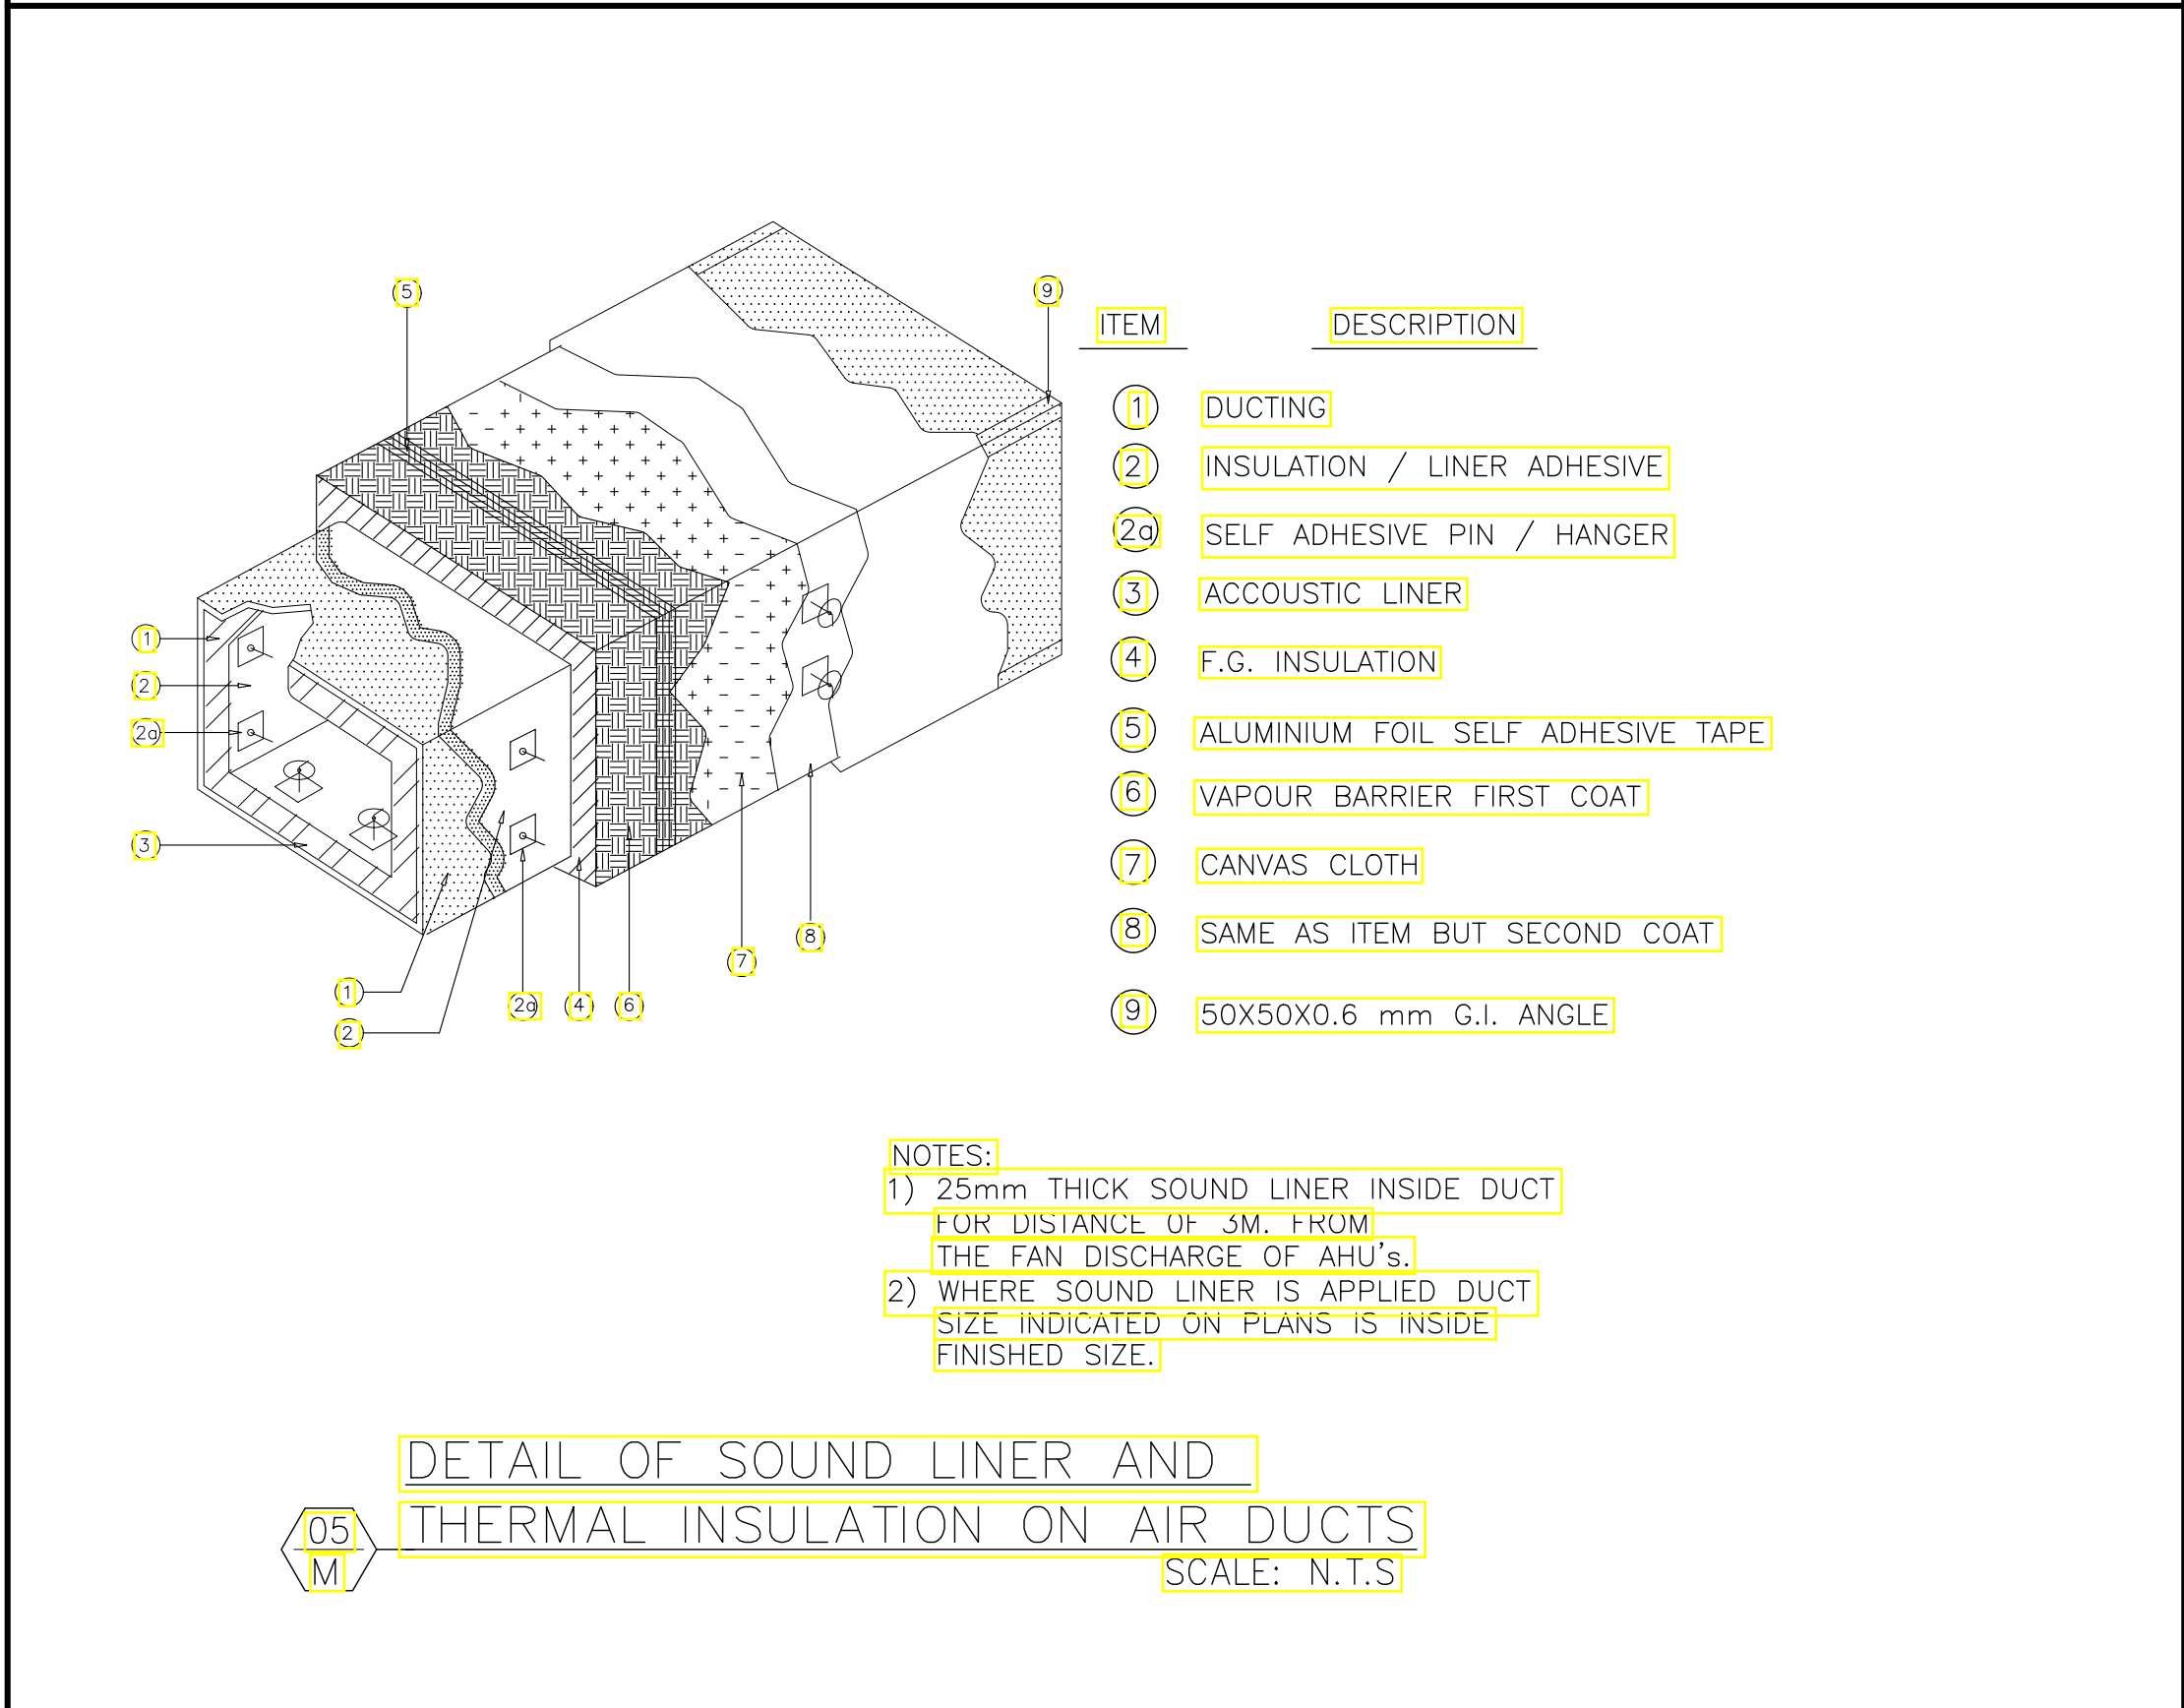 5
9
1
2
2a
3
1
2
2a
4
6
7
8
ITEM DESCRIPTION
1 DUCTING
2 INSULATION / LINER ADHESIVE
2a SELF ADHESIVE PIN / HANGER
3 ACCOUSTIC LINER
4 F.G. INSULATION
5 ALUMINIUM FOIL SELF ADHESIVE TAPE
6 VAPOUR BARRIER FIRST COAT
7 CANVAS CLOTH
8 SAME AS ITEM BUT SECOND COAT
9 50X50X0.6 mm G.I. ANGLE
NOTES:
1) 25mm THICK SOUND LINER INSIDE DUCT
FOR DISTANCE OF 3M. FROM
THE FAN DISCHARGE OF AHU's.
2) WHERE SOUND LINER IS APPLIED DUCT
SIZE INDICATED ON PLANS IS INSIDE
FINISHED SIZE.
DETAIL OF SOUND LINER AND
THERMAL INSULATION ON AIR DUCTS
05
M
SCALE: N.T.S